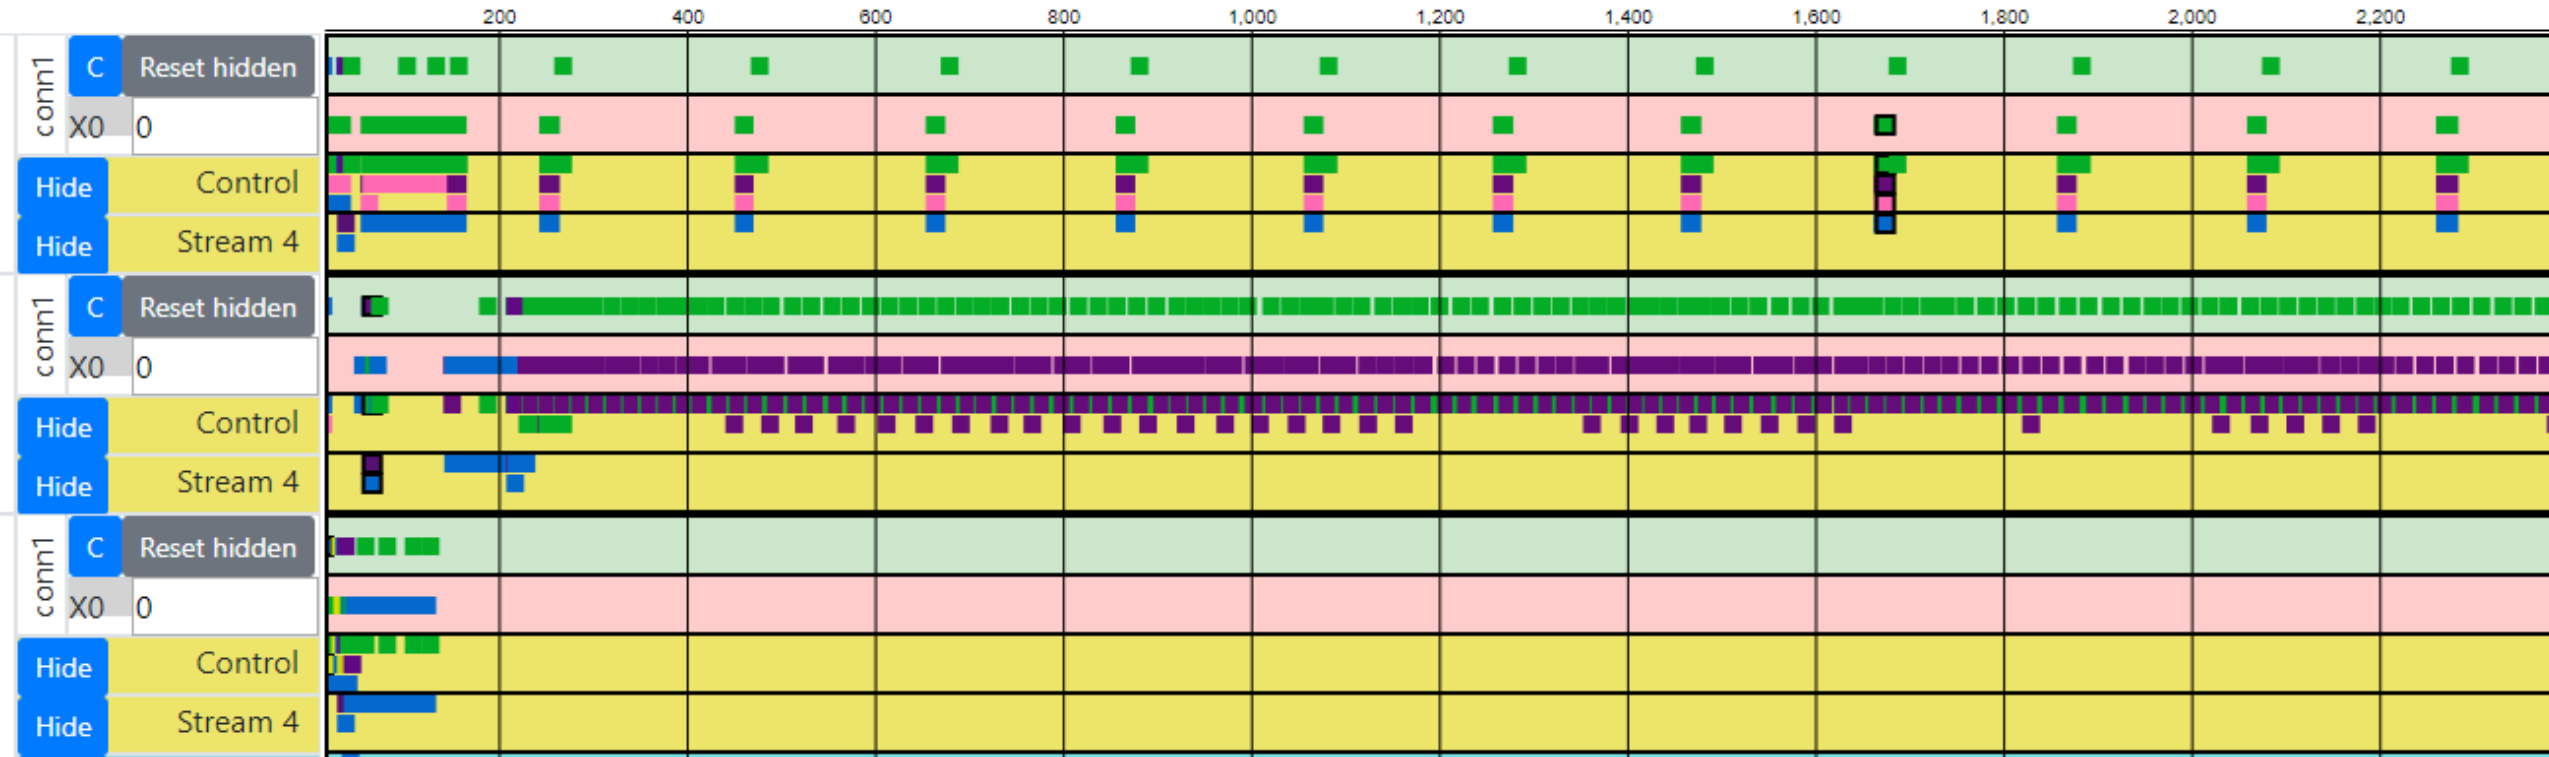 200 400 600 800 1,000 1,200 1,400 1,600 1,800 2,000 2,200
conn1
C Reset hidden
X0 0
Hide Control
Hide Stream 4
conn1
C Reset hidden
X0 0
Hide Control
Hide Stream 4
conn1
C Reset hidden
X0 0
Hide Control
Hide Stream 4